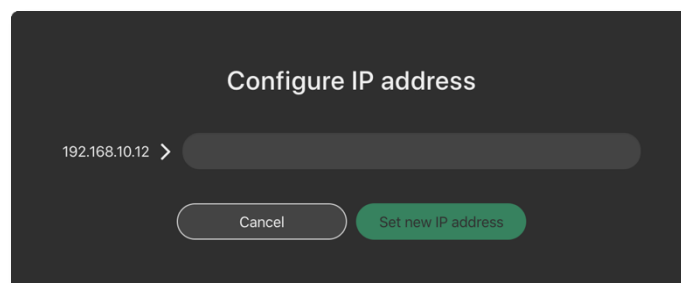 Configure IP address
192.168.10.12
Cancel
Set new IP address